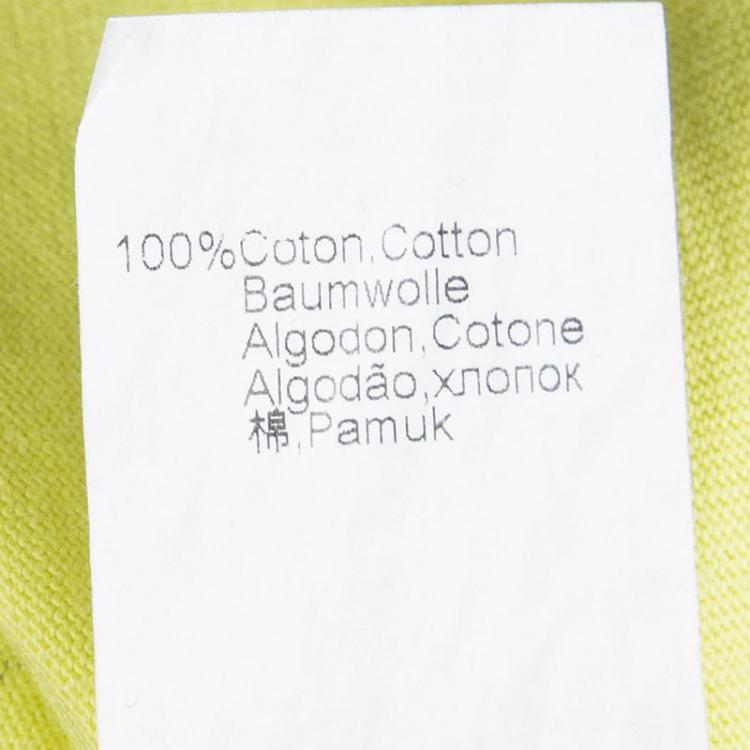 100%Coton,Cotton
Baumwolle
Algodon,Cotone
Algodão,хлопок
棉,Pamuk